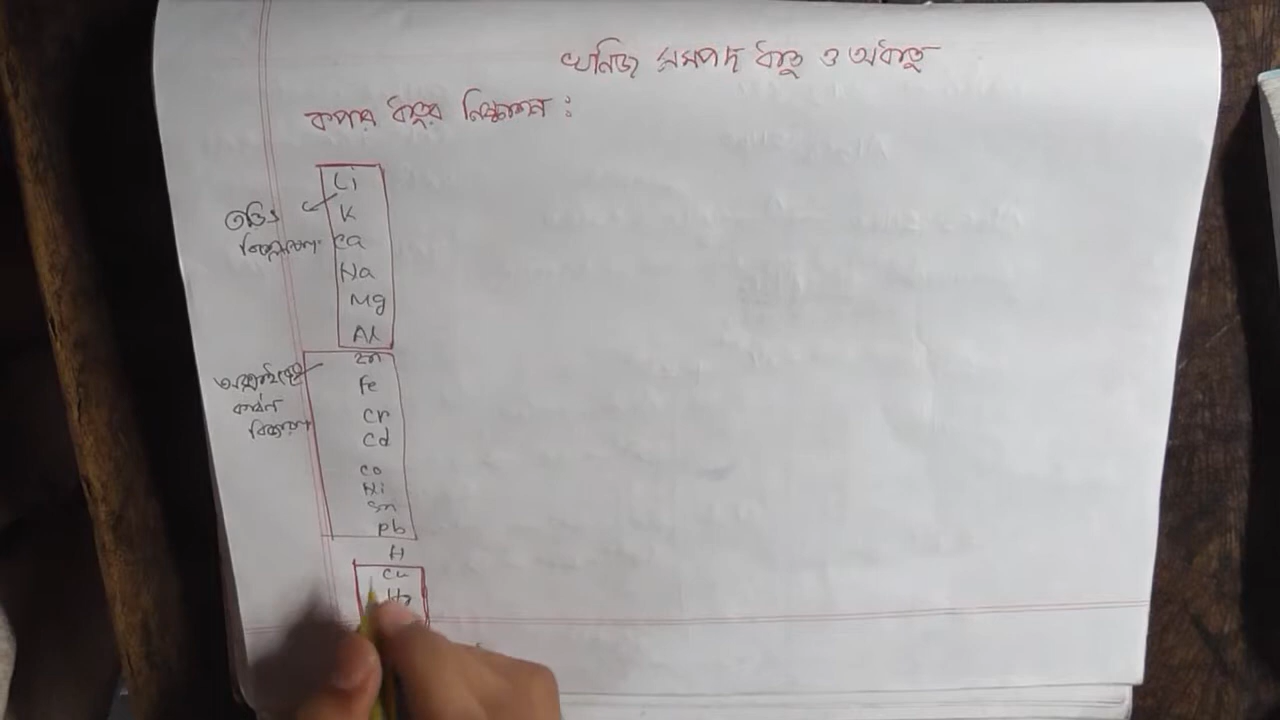 খনিজ সম্পদ ধাতু ও অধাতু
কপার ধাতুর নিষ্কাশন :
Li
K
Ca
Na
Mg
Al
তড়িৎ
বিশ্লেষণ
Zn
Fe
Cr
Cd
Co
Ni
Sn
Pb
কার্বন
বিজারণ
H
Cu
Hg